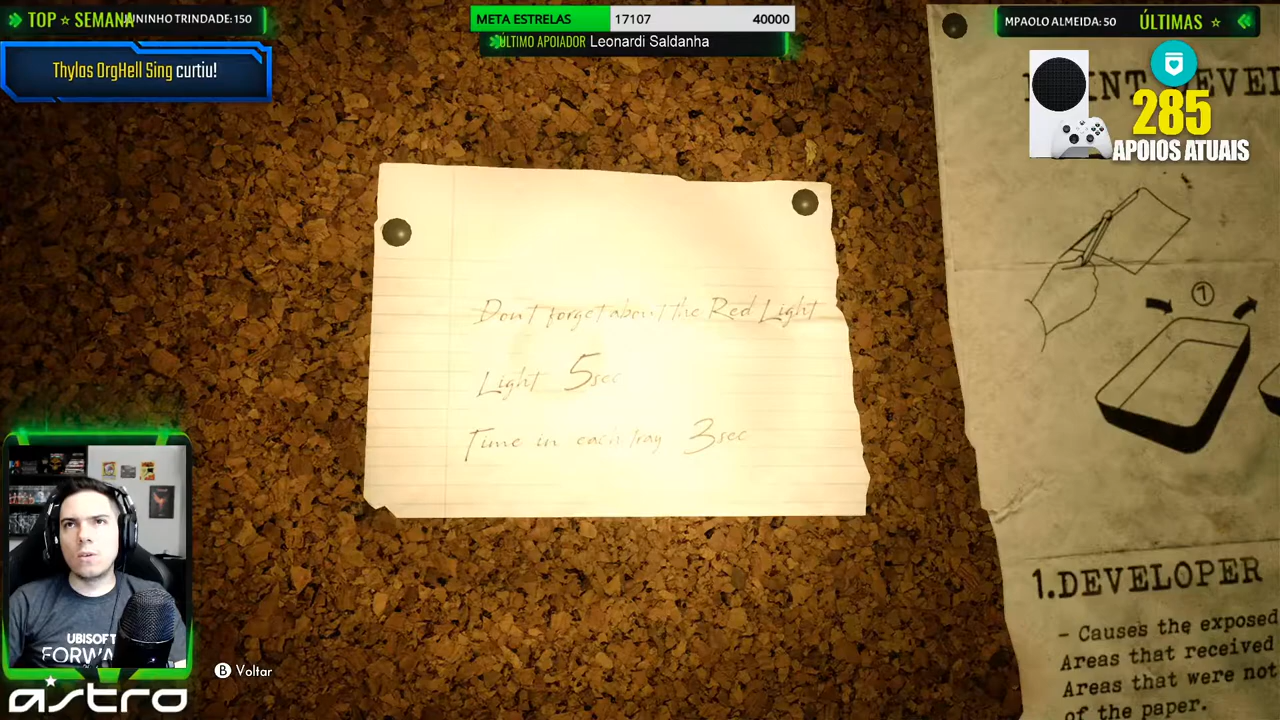 TOP ☆ SEMANA
JUNINHO TRINDADE: 150
META ESTRELAS 17107 40000
ÚLTIMO APOIADOR Leonardi Saldanha
MPAOLO ALMEIDA: 50 ÚLTIMAS ☆
Thylos OrgHell Sing curtiu!
285
APOIOS ATUAIS
Don't forget about the Red Light
Light 5sec
Time in each tray 3sec
1
1.DEVELOPER
- Causes the exposed
Areas that received
Areas that were not
of the paper.
UBISOFT
FORWA
B Voltar
astro